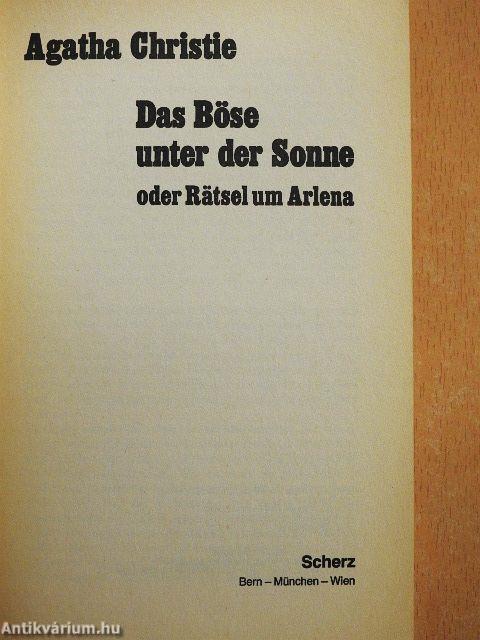 Agatha Christie
Das Böse
unter der Sonne
oder Rätsel um Arlena
Scherz
Bern – München – Wien
Antikvárium.hu